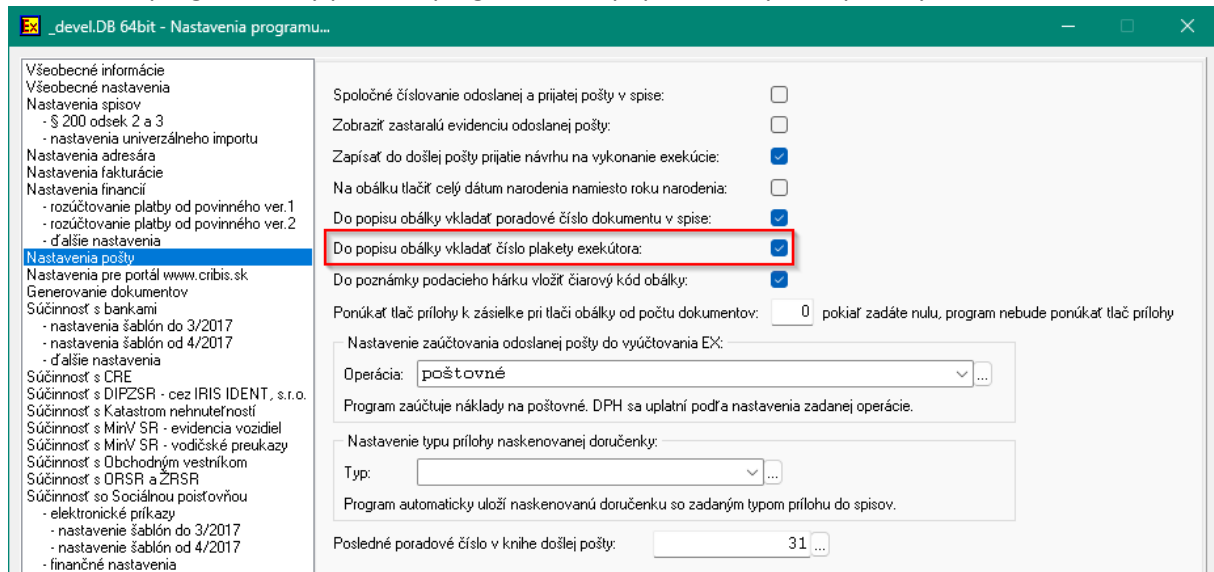 _devel.DB 64bit - Nastavenia programu...
Všeobecné informácie
Všeobecné nastavenia
Nastavenia spisov
- § 200 odsek 2 a 3
- nastavenia univerzálneho importu
Nastavenia adresára
Nastavenia fakturácie
Nastavenia financií
- rozúčtovanie platby od povinného ver.1
- rozúčtovanie platby od povinného ver.2
- ďalšie nastavenia
Nastavenia pošty
Nastavenia pre portál www.cribis.sk
Generovanie dokumentov
Súčinnosť s bankami
- nastavenia šablón do 3/2017
- nastavenia šablón od 4/2017
- ďalšie nastavenia
Súčinnosť s CRE
Súčinnosť s DIPZSR - cez IRIS IDENT, s.r.o.
Súčinnosť s Katastrom nehnuteľností
Súčinnosť s MinV SR - evidencia vozidiel
Súčinnosť s MinV SR - vodičské preukazy
Súčinnosť s Obchodným vestníkom
Súčinnosť s ORSR a ŽRSR
Súčinnosť so Sociálnou poisťovňou
- elektronické príkazy
- nastavenie šablón do 3/2017
- nastavenie šablón od 4/2017
- finančné nastavenia
Spoločné číslovanie odoslanej a prijatej pošty v spise:
Zobraziť zastaralú evidenciu odoslanej pošty:
Zapísať do došlej pošty prijatie návrhu na vykonanie exekúcie:
Na obálku tlačiť celý dátum narodenia namiesto roku narodenia:
Do popisu obálky vkladať poradové číslo dokumentu v spise:
Do popisu obálky vkladať číslo plakety exekútora:
Do poznámky podacieho hárku vložiť čiarový kód obálky:
Ponúkať tlač prílohy k zásielke pri tlači obálky od počtu dokumentov: 0 pokiaľ zadáte nulu, program nebude ponúkať tlač prílohy
Nastavenie zaúčtovania odoslanej pošty do vyúčtovania EX:
Operácia: poštovné ...
Program zaúčtuje náklady na poštovné. DPH sa uplatní podľa nastavenia zadanej operácie.
Nastavenie typu prílohy naskenovanej doručenky:
Typ: ...
Program automaticky uloží naskenovanú doručenku so zadaným typom prílohu do spisov.
Posledné poradové číslo v knihe došlej pošty: 31 ...